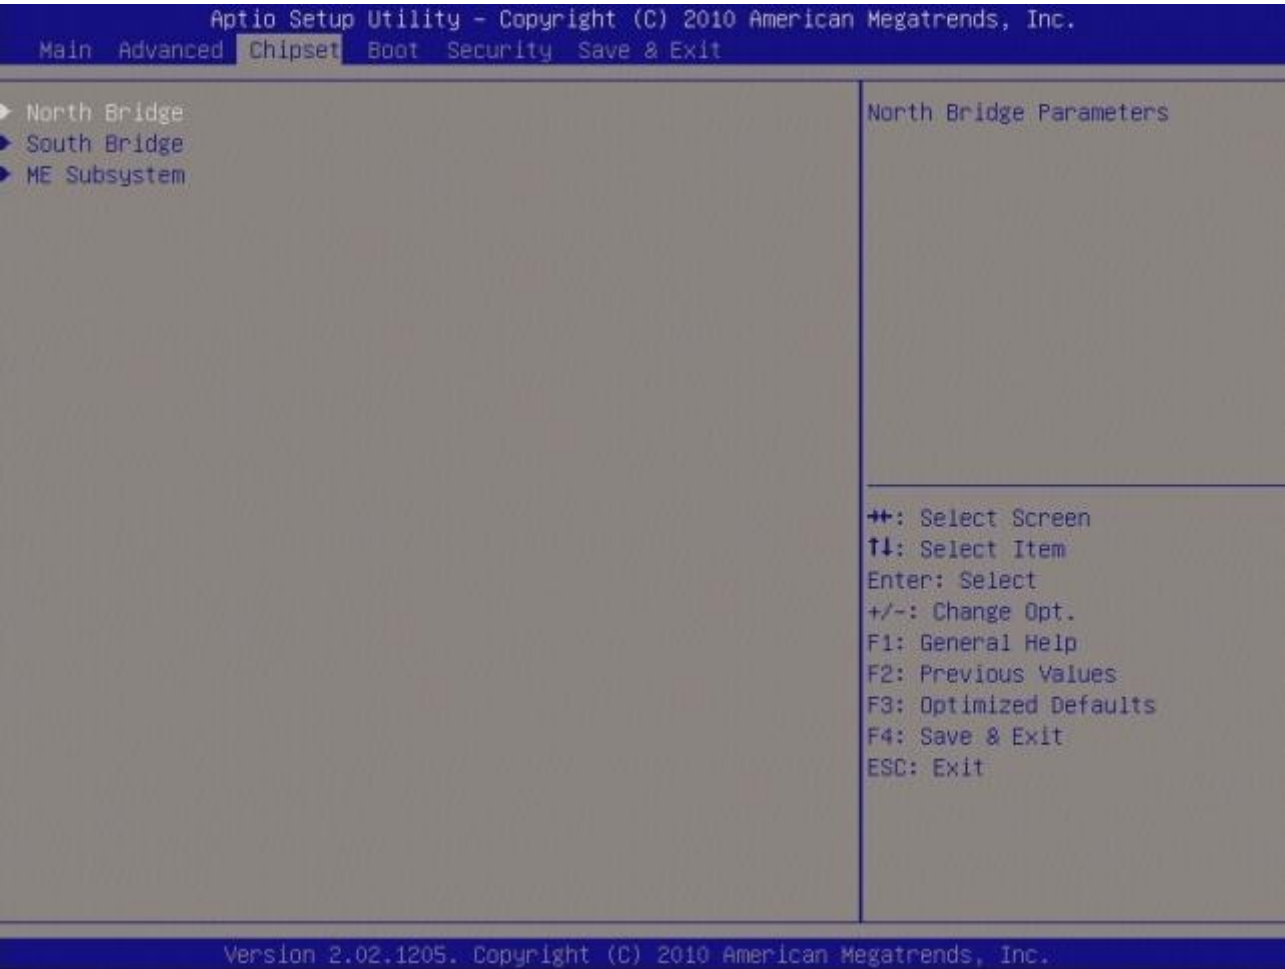 Aptio Setup Utility – Copyright (C) 2010 American Megatrends, Inc.
Main Advanced Chipset Boot Security Save & Exit
North Bridge
South Bridge
ME Subsystem
North Bridge Parameters
→←: Select Screen
↑↓: Select Item
Enter: Select
+/-: Change Opt.
F1: General Help
F2: Previous Values
F3: Optimized Defaults
F4: Save & Exit
ESC: Exit
Version 2.02.1205. Copyright (C) 2010 American Megatrends, Inc.